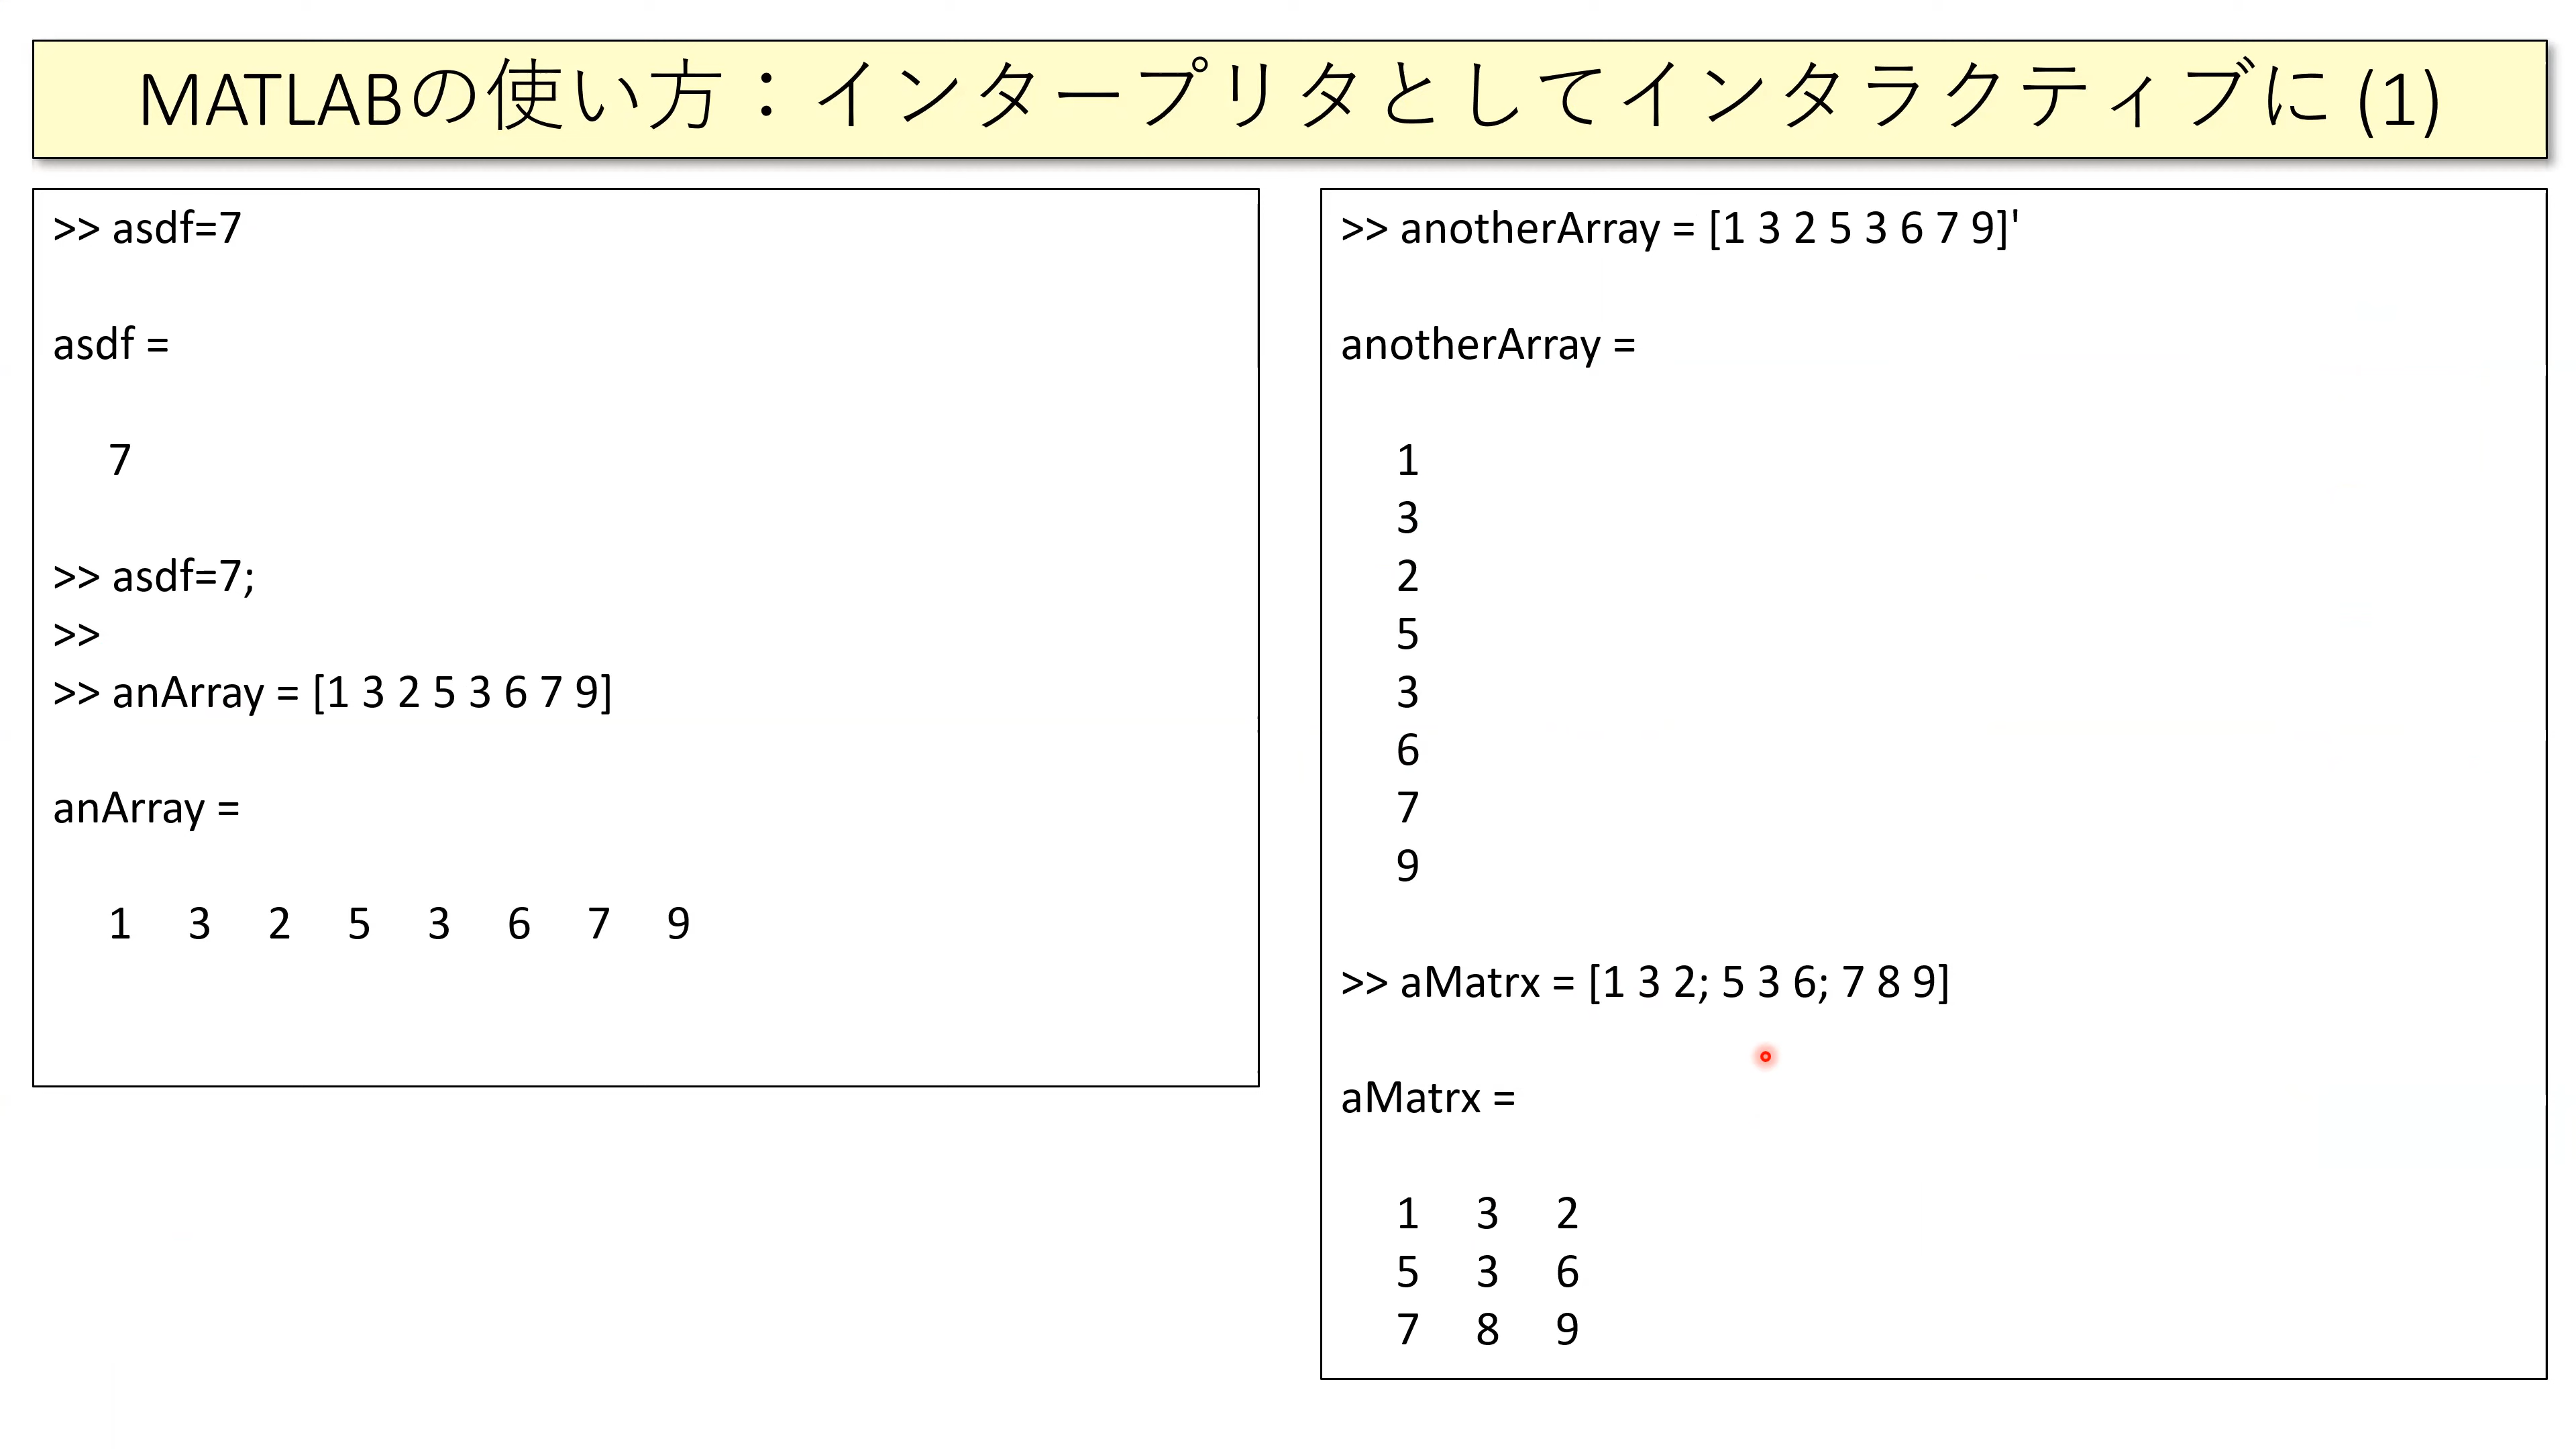 MATLABの使い方：インタープリタとしてインタラクティブに (1)
>> asdf=7
asdf =
7
>> asdf=7;
>>
>> anArray = [1 3 2 5 3 6 7 9]
anArray =
1 3 2 5 3 6 7 9
>> anotherArray = [1 3 2 5 3 6 7 9]'
anotherArray =
1
3
2
5
3
6
7
9
>> aMatrx = [1 3 2; 5 3 6; 7 8 9]
aMatrx =
1 3 2
5 3 6
7 8 9